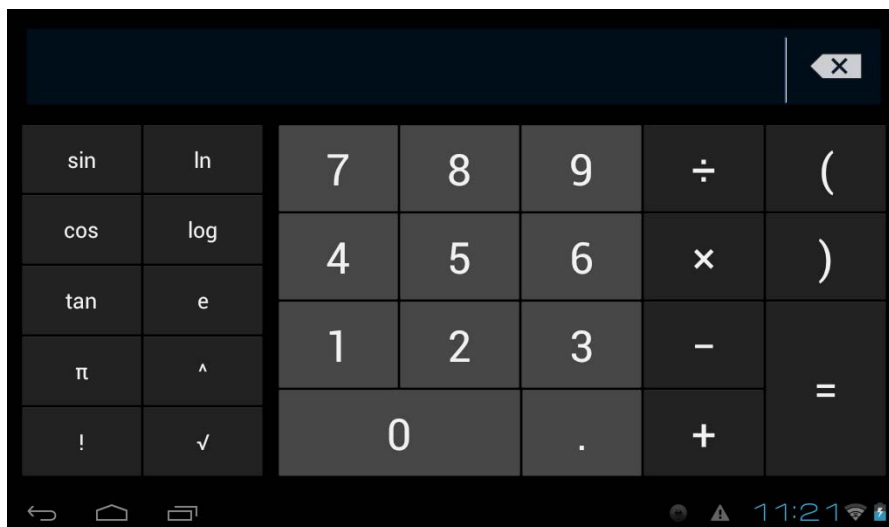 sin ln 7 8 9 ÷ (
cos log 4 5 6 × )
tan e 1 2 3 −
π ^ =
! √ 0 . +
11:21